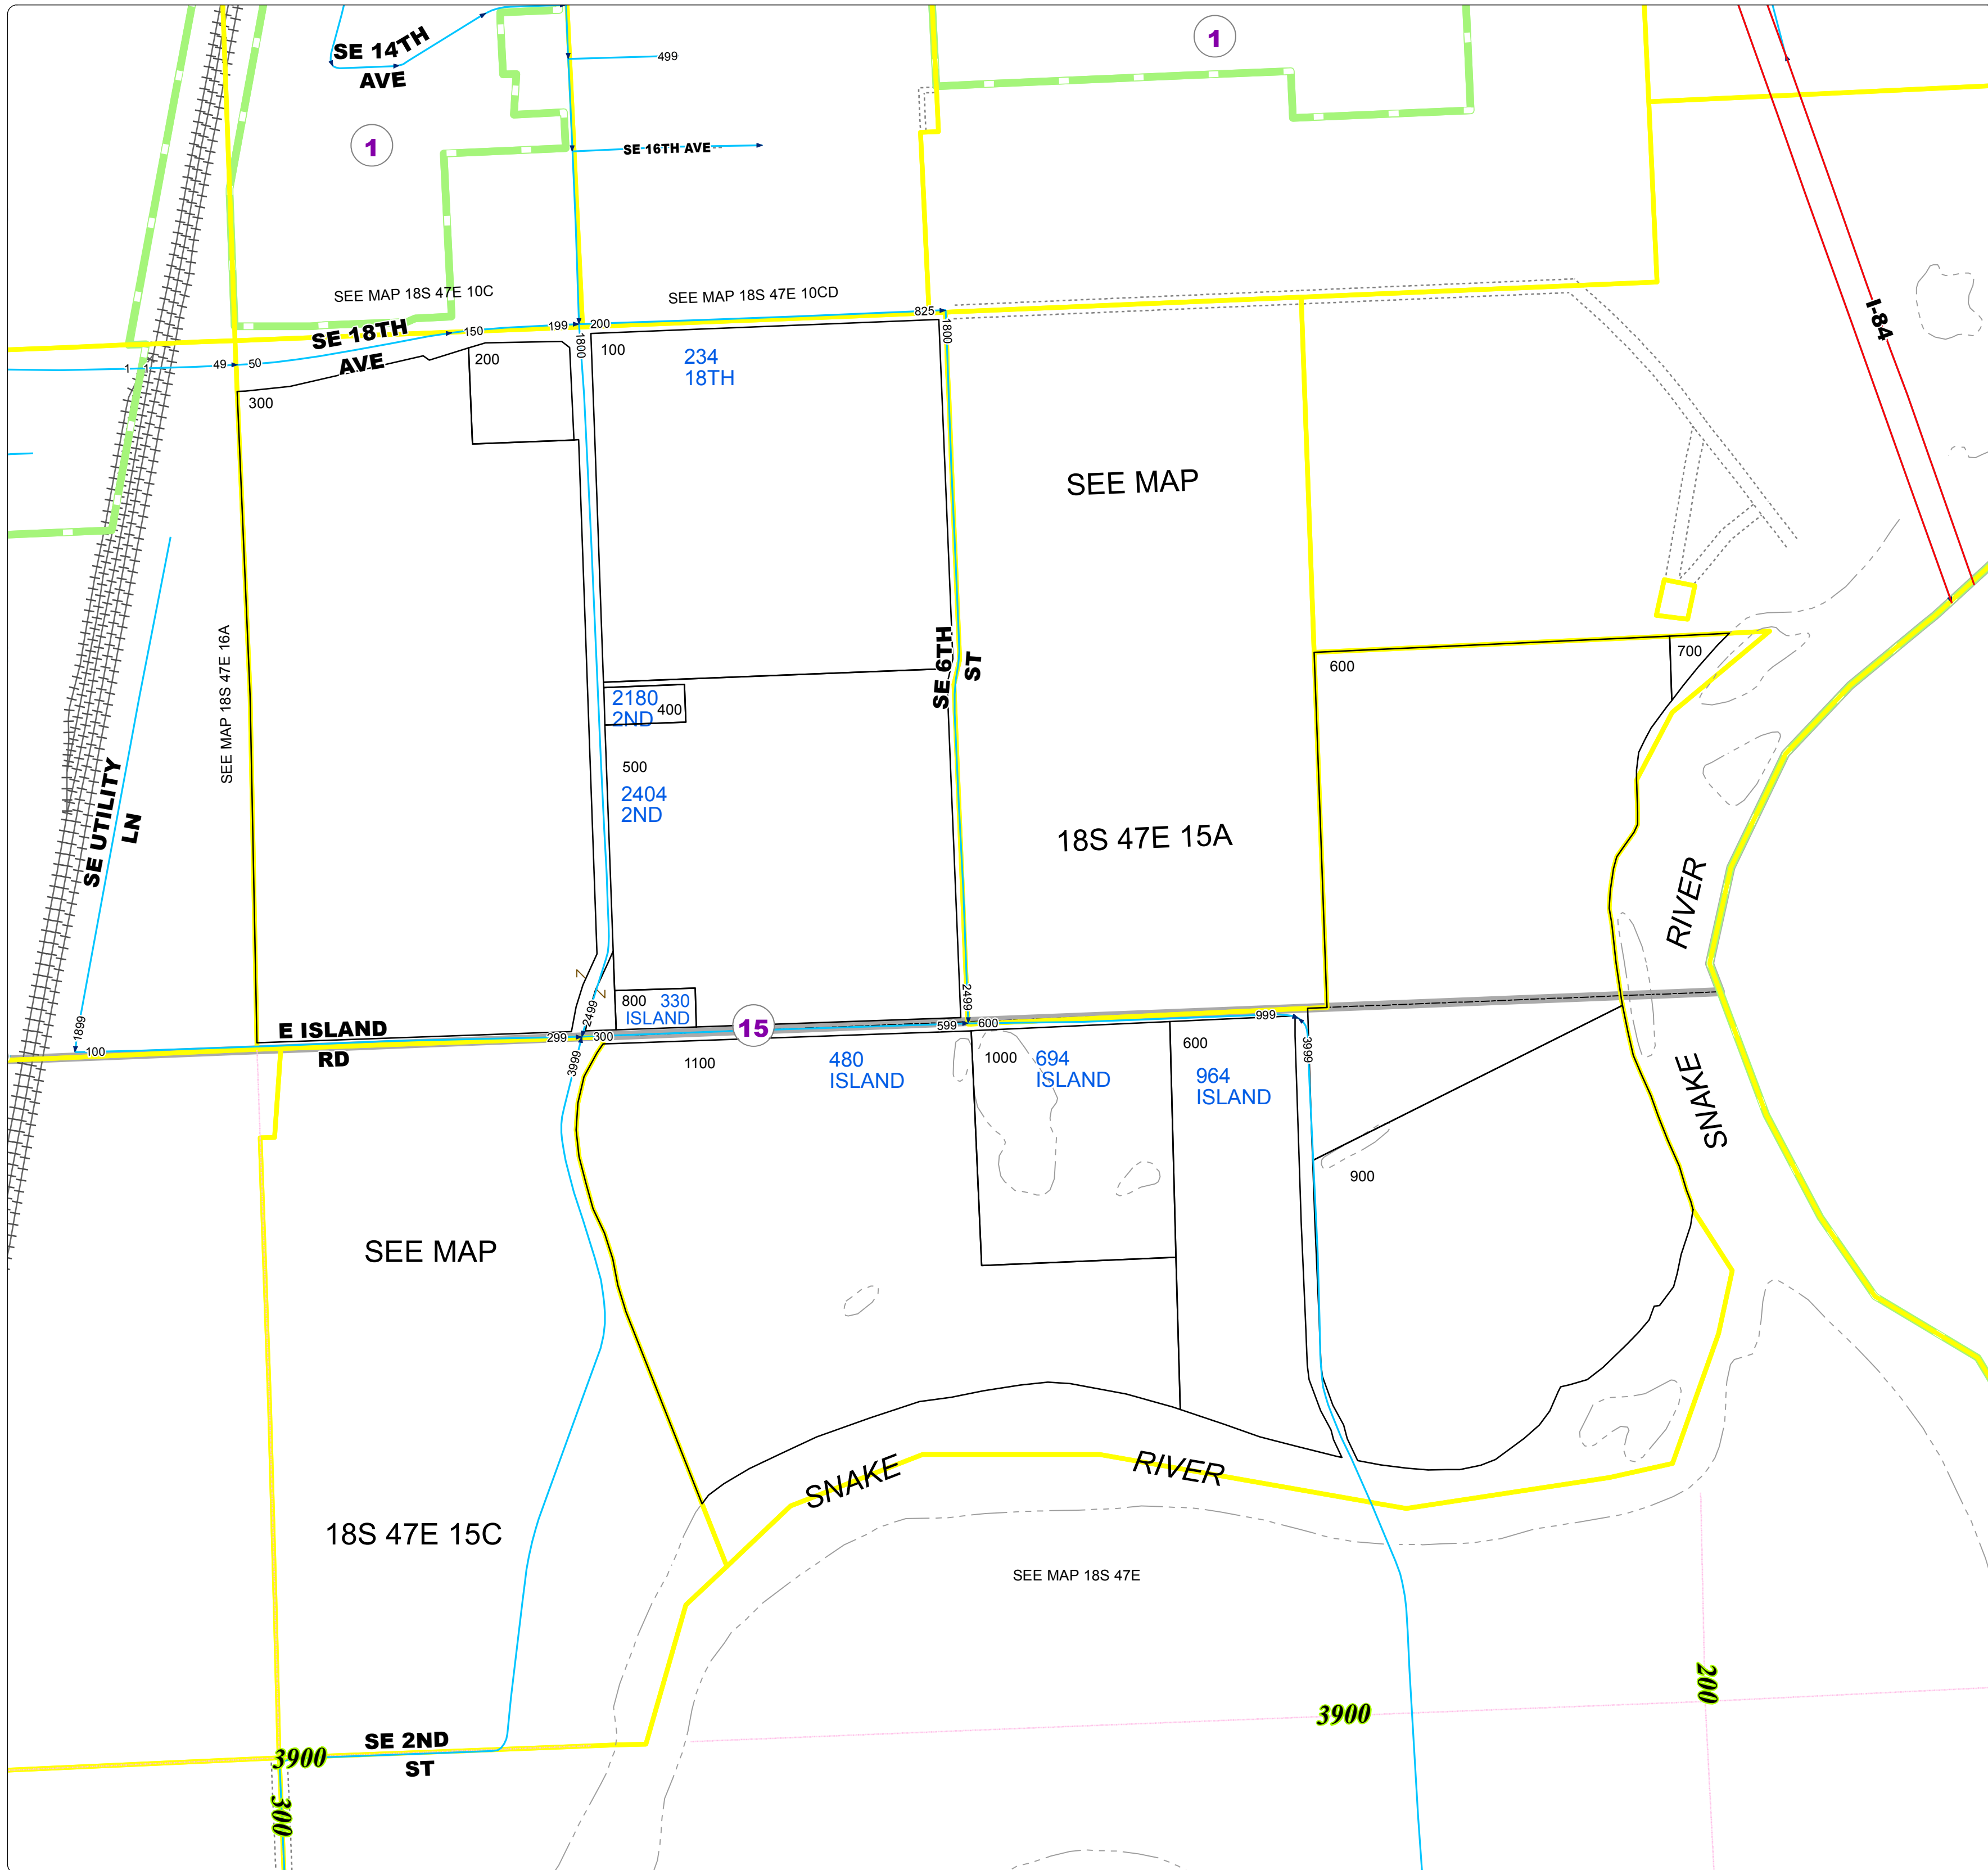 SE 14TH
AVE
499
1
1
SE 16TH AVE
SEE MAP 18S 47E 10C
SEE MAP 18S 47E 10CD
I-84
SE 18TH
AVE
49
50
150
199
200
825
1
1
1800
1800
100
234
18TH
200
300
SEE MAP
18S 47E 15A
SEE MAP 18S 47E 16A
SE 6TH
ST
600
700
2180
2ND
400
500
2404
2ND
SE UTILITY
LN
RIVER
SNAKE
1899
100
E ISLAND
RD
Z
Z
2499
299
300
3999
800
330
ISLAND
15
599
2499
600
999
3999
1100
480
ISLAND
1000
694
ISLAND
600
964
ISLAND
900
SEE MAP
18S 47E 15C
SNAKE
RIVER
SEE MAP 18S 47E
3900
200
SE 2ND
ST
3900
300